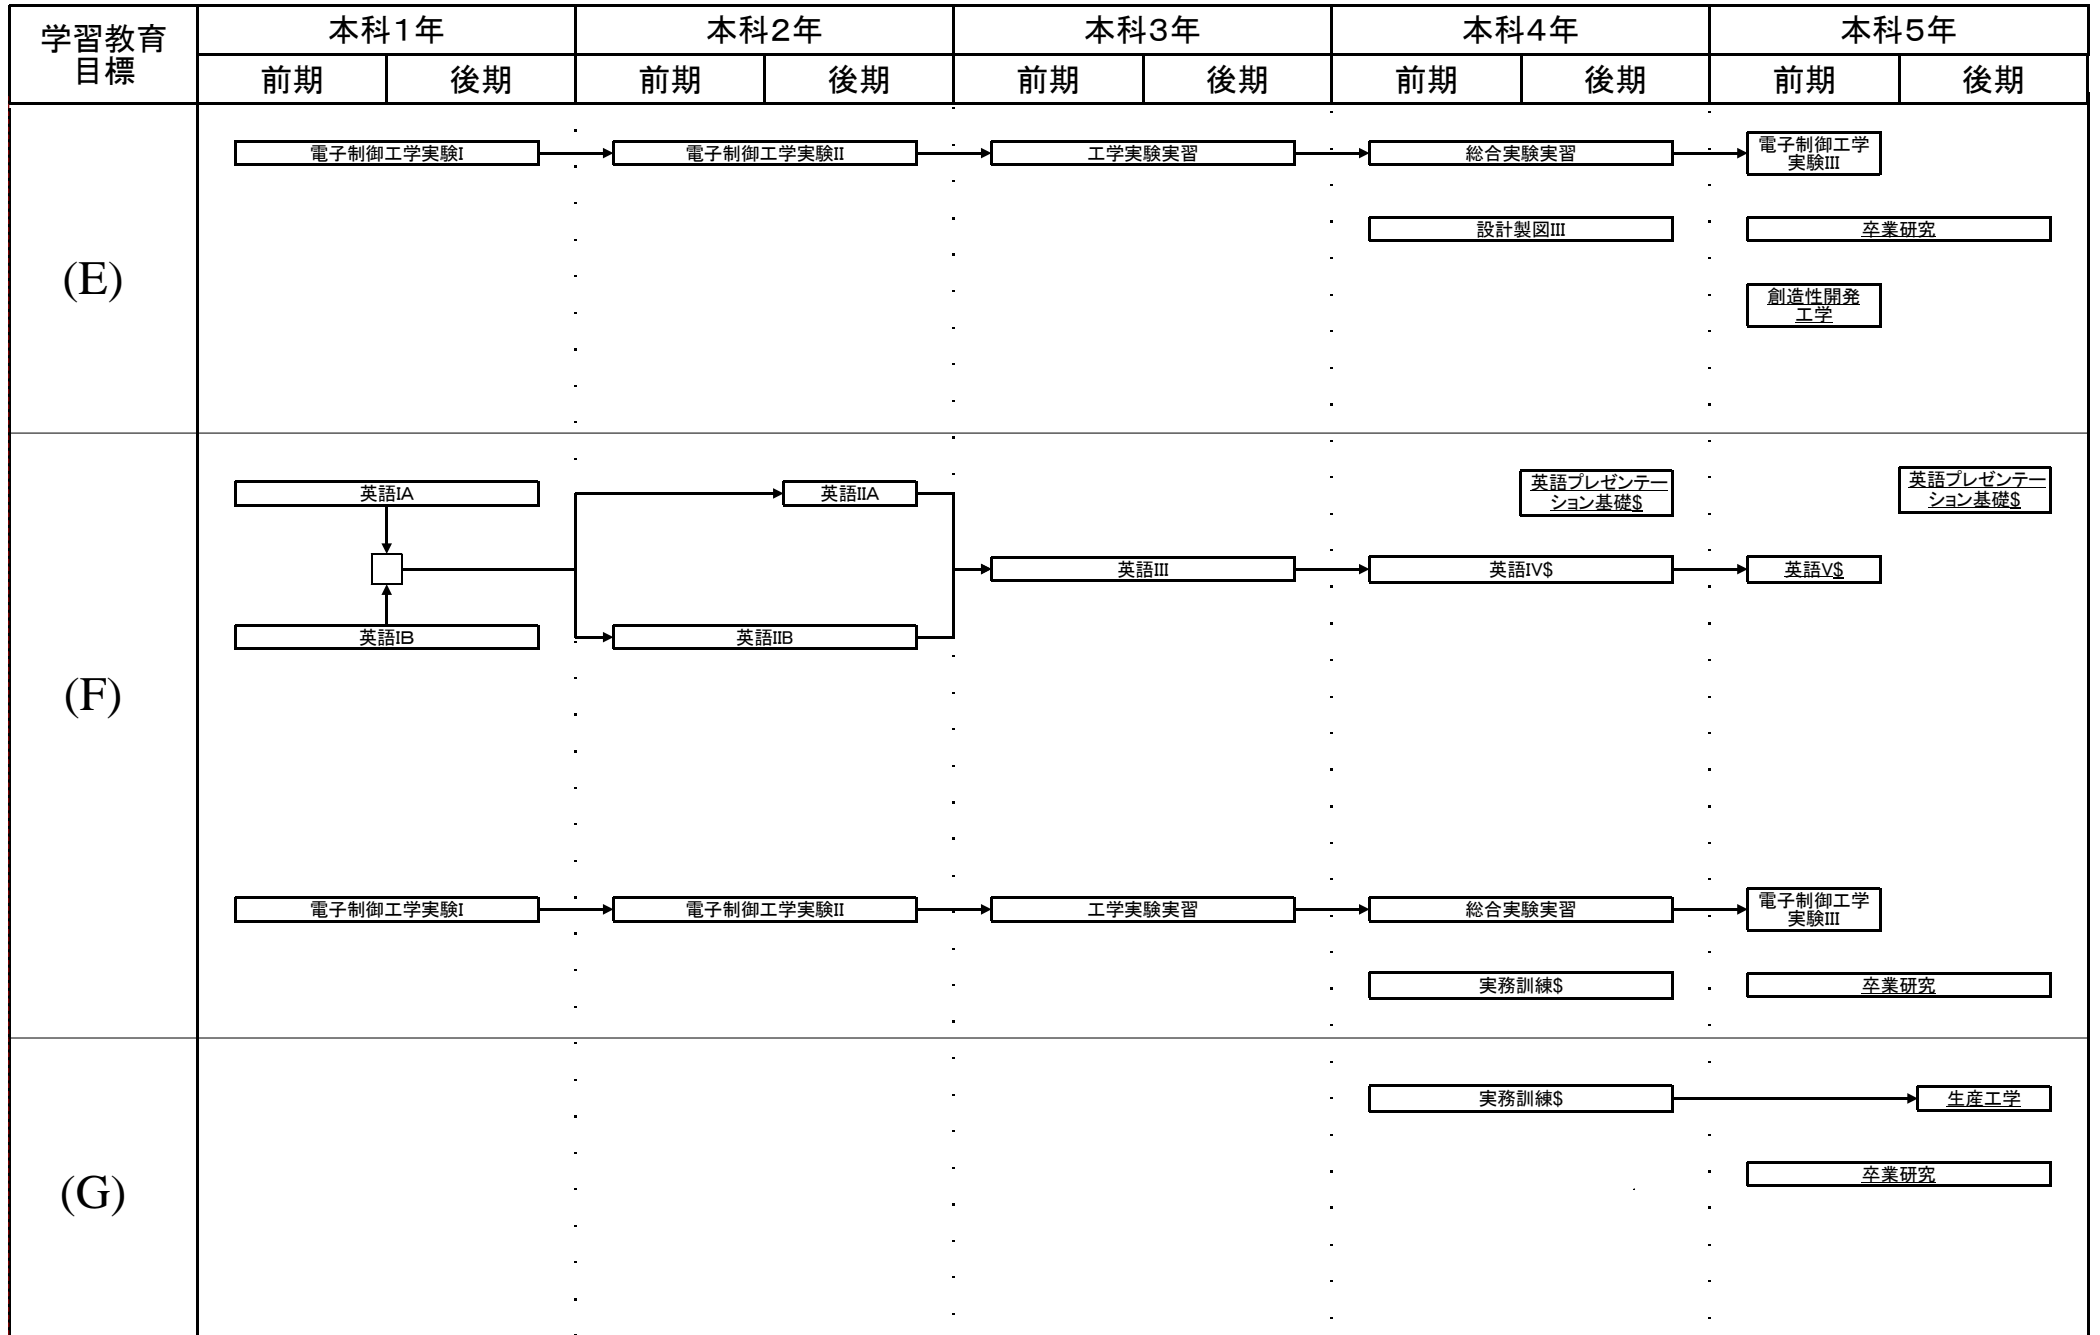 学習教育
目標
本科1年
本科2年
本科3年
本科4年
本科5年
前期
後期
前期
後期
前期
後期
前期
後期
前期
後期
(E)
電子制御工学実験I
電子制御工学実験II
工学実験実習
総合実験実習
電子制御工学
実験III
設計製図III
卒業研究
創造性開発
工学
(F)
英語IA
英語IIA
英語プレゼンテー
ション基礎$
英語プレゼンテー
ション基礎$
英語III
英語IV$
英語V$
英語IB
英語IIB
電子制御工学実験I
電子制御工学実験II
工学実験実習
総合実験実習
電子制御工学
実験III
実務訓練$
卒業研究
(G)
実務訓練$
生産工学
卒業研究